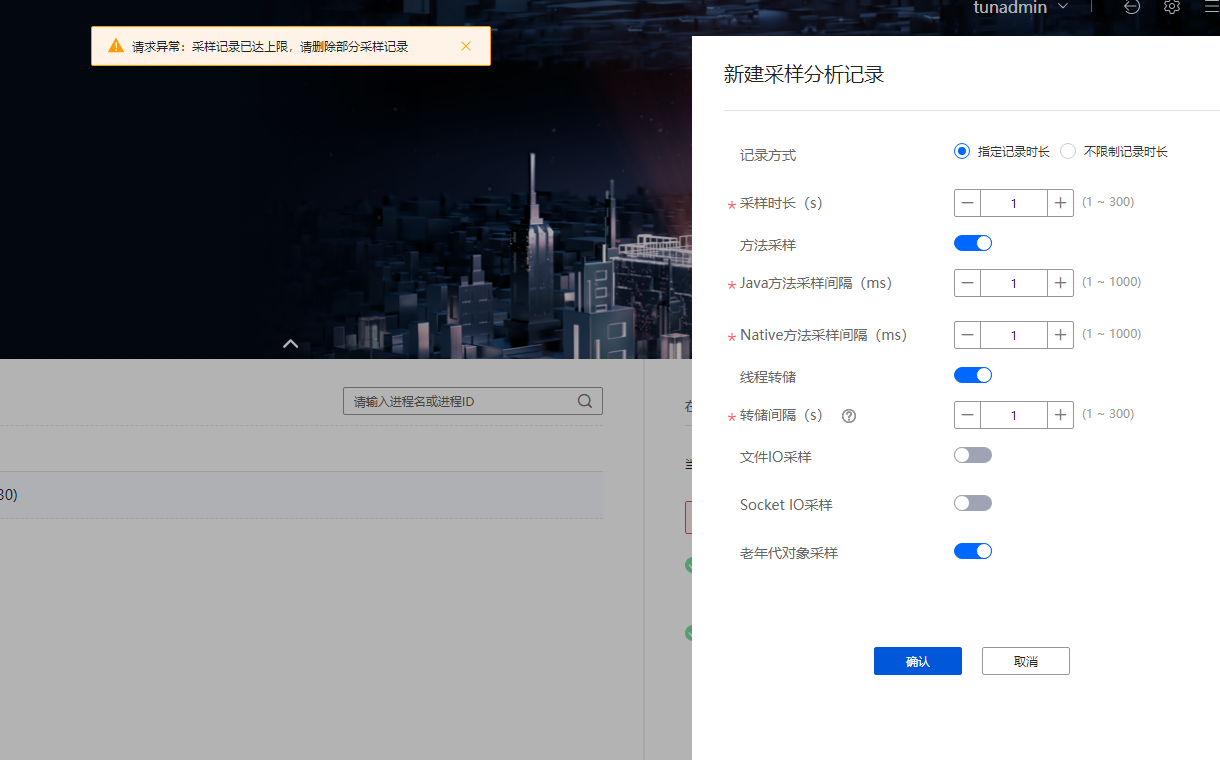 tunadmin
请求异常：采样记录已达上限，请删除部分采样记录
新建采样分析记录
记录方式 指定记录时长 不限制记录时长
* 采样时长（s） 1 (1 ~ 300)
方法采样
* Java方法采样间隔（ms） 1 (1 ~ 1000)
* Native方法采样间隔（ms） 1 (1 ~ 1000)
线程转储
* 转储间隔（s） 1 (1 ~ 300)
文件IO采样
Socket IO采样
老年代对象采样
确认 取消
请输入进程名或进程ID
30)